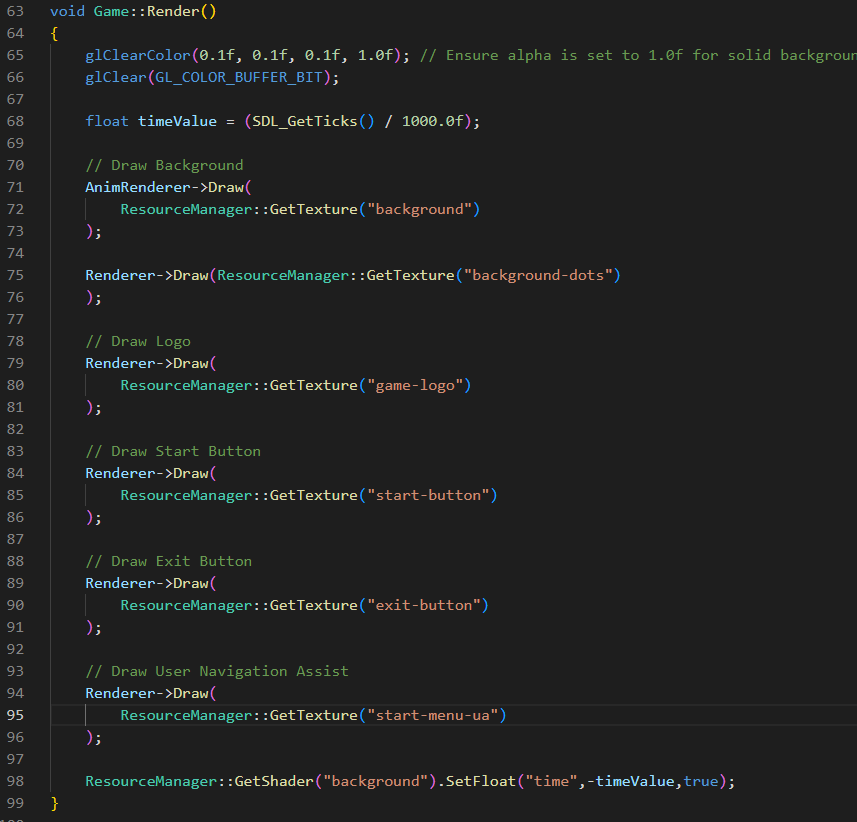 63 void Game::Render()
64 {
65     glClearColor(0.1f, 0.1f, 0.1f, 1.0f); // Ensure alpha is set to 1.0f for solid
66     glClear(GL_COLOR_BUFFER_BIT);
67
68     float timeValue = (SDL_GetTicks() / 1000.0f);
69
70     // Draw Background
71     AnimRenderer->Draw(
72         ResourceManager::GetTexture("background")
73     );
74
75     Renderer->Draw(ResourceManager::GetTexture("background-dots")
76     );
77
78     // Draw Logo
79     Renderer->Draw(
80         ResourceManager::GetTexture("game-logo")
81     );
82
83     // Draw Start Button
84     Renderer->Draw(
85         ResourceManager::GetTexture("start-button")
86     );
87
88     // Draw Exit Button
89     Renderer->Draw(
90         ResourceManager::GetTexture("exit-button")
91     );
92
93     // Draw User Navigation Assist
94     Renderer->Draw(
95         ResourceManager::GetTexture("start-menu-ua")
96     );
97
98     ResourceManager::GetShader("background").SetFloat("time",-timeValue,true);
99 }